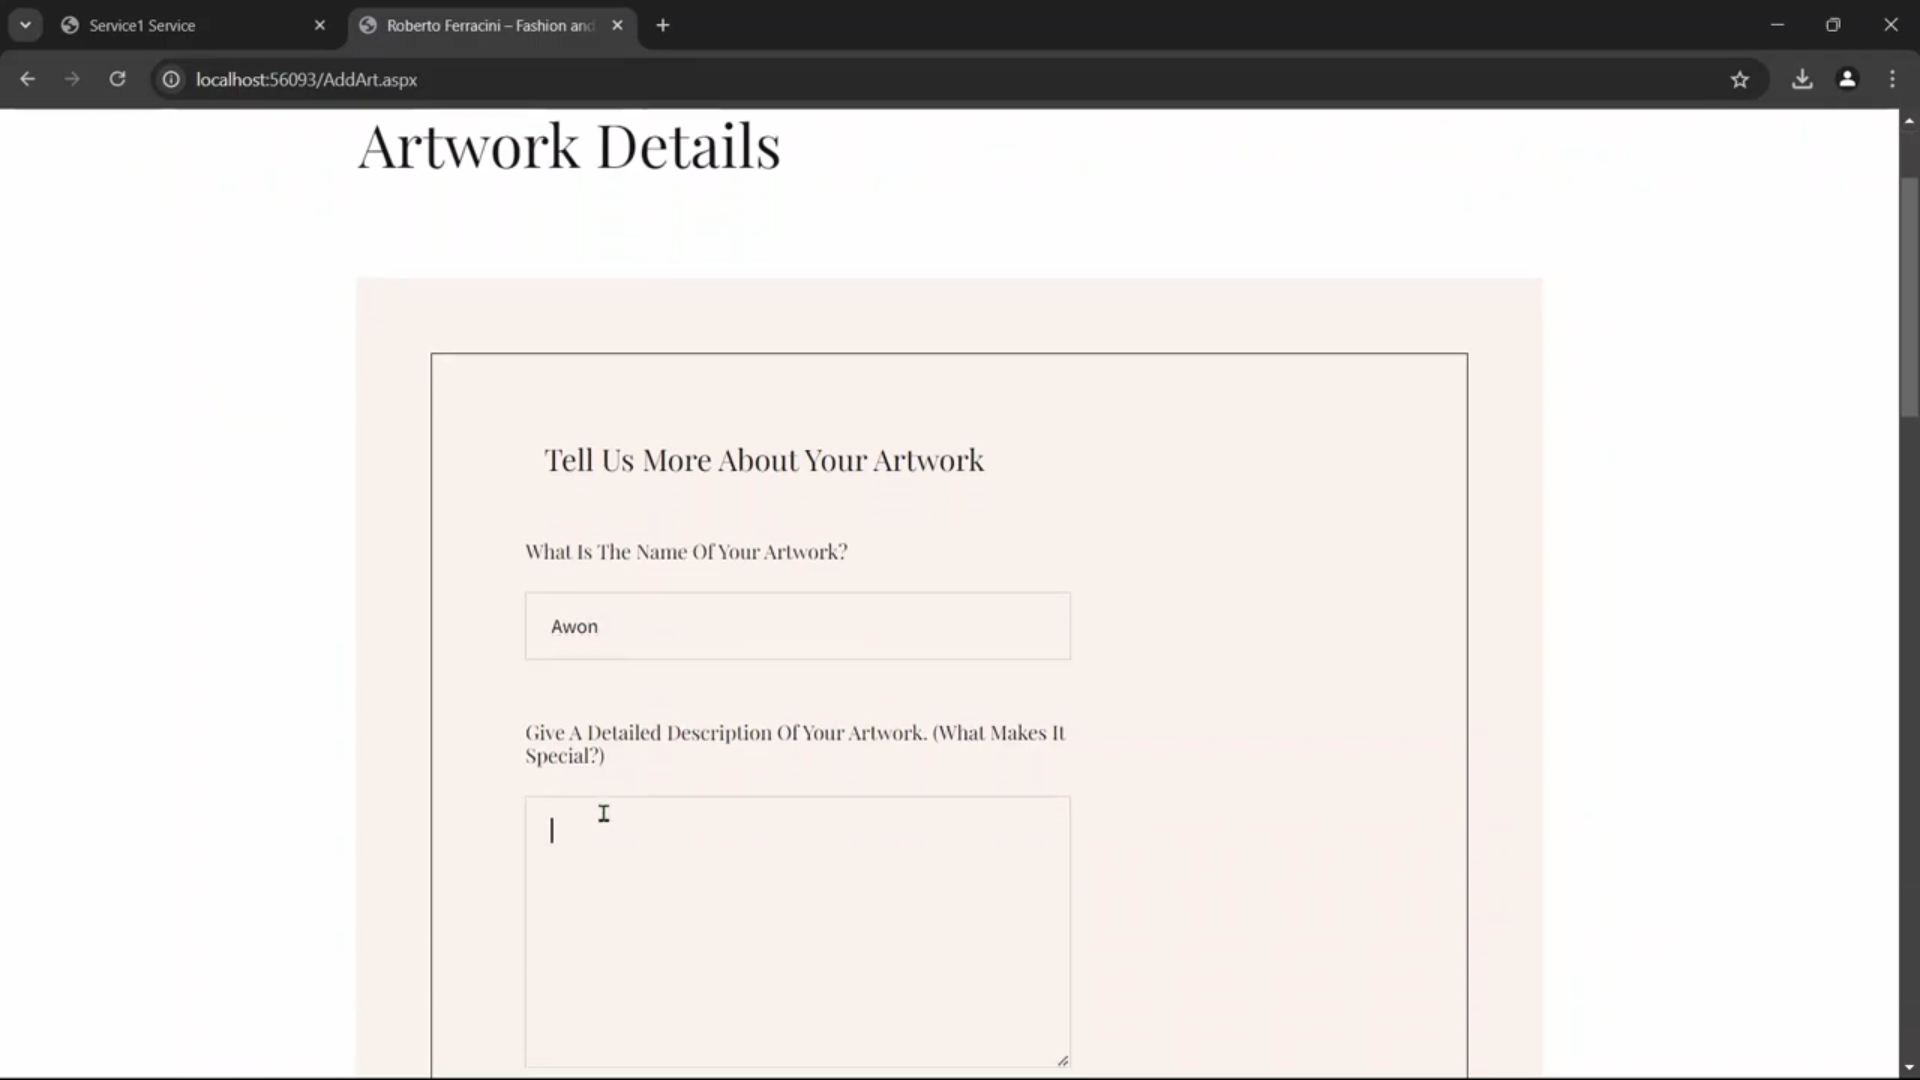 Service1 Service
Roberto Ferracini – Fashion and
localhost:56093/AddArt.aspx
Artwork Details
Tell Us More About Your Artwork
What Is The Name Of Your Artwork?
Awon
Give A Detailed Description Of Your Artwork. (What Makes It
Special?)